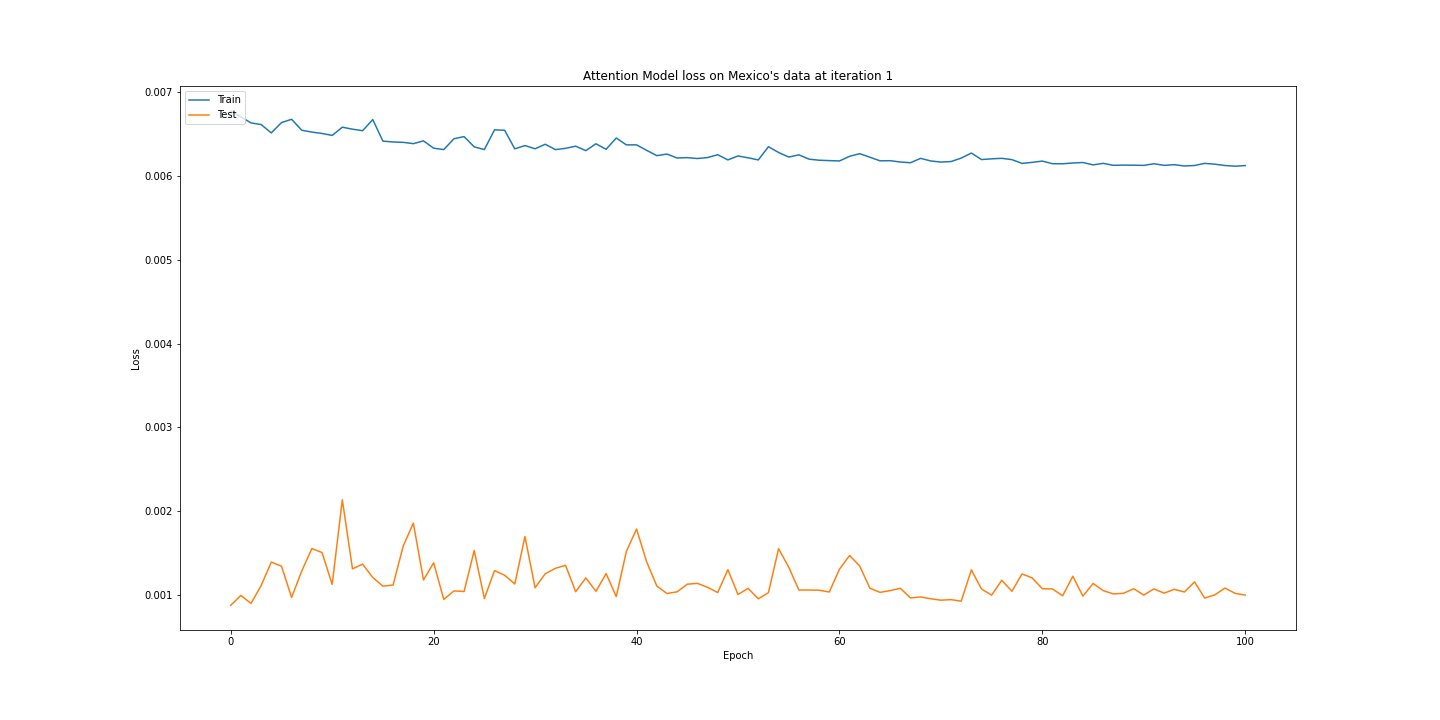 Attention Model loss on Mexico's data at iteration 1
Train
Test
0.007
0.006
0.005
0.004
0.003
0.002
0.001
Loss
0 20 40 60 80 100
Epoch